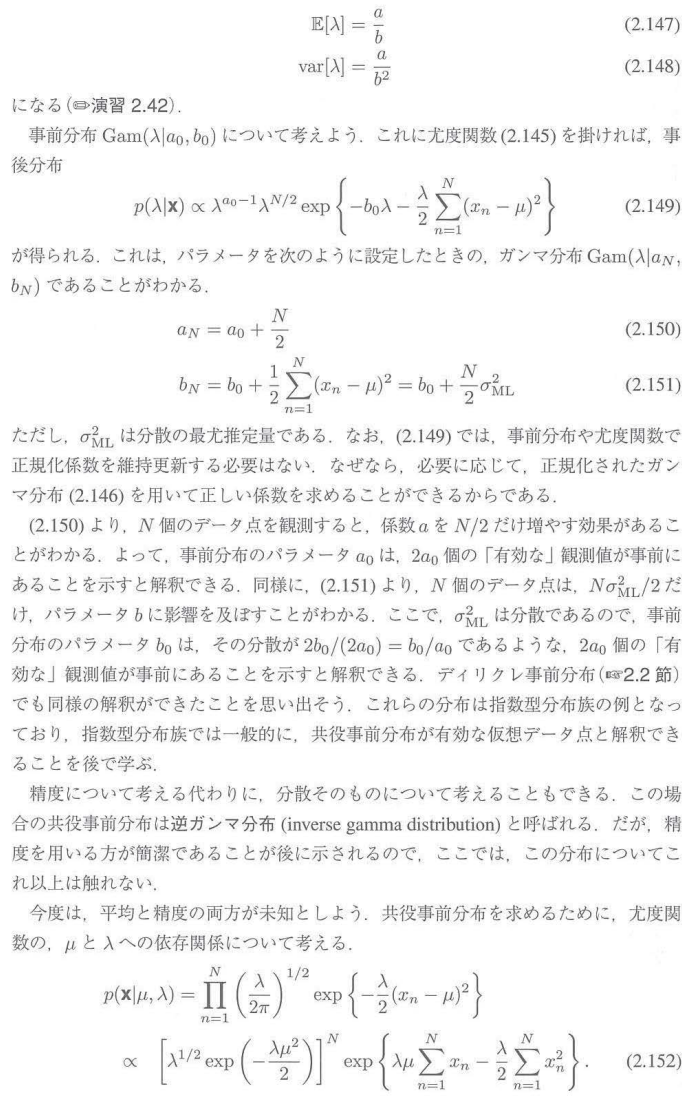 𝔼[λ] = a/b (2.147)
var[λ] = a/b² (2.148)
になる(✏演習 2.42).
事前分布 Gam(λ|a₀, b₀) について考えよう.これに尤度関数 (2.145) を掛ければ,事
後分布
p(λ|𝘅) ∝ λ^{a₀−1}λ^{N/2} exp{−b₀λ − λ/2 ∑_{n=1}^{N}(xₙ − μ)²} (2.149)
が得られる.これは,パラメータを次のように設定したときの,ガンマ分布 Gam(λ|a_N,
b_N) であることがわかる.
a_N = a₀ + N/2 (2.150)
b_N = b₀ + 1/2 ∑_{n=1}^{N}(xₙ − μ)² = b₀ + N/2 σ²_ML (2.151)
ただし,σ²_ML は分散の最尤推定量である.なお,(2.149) では,事前分布や尤度関数で
正規化係数を維持更新する必要はない.なぜなら,必要に応じて,正規化されたガン
マ分布 (2.146) を用いて正しい係数を求めることができるからである.
(2.150) より,N 個のデータ点を観測すると,係数 a を N/2 だけ増やす効果があるこ
とがわかる.よって,事前分布のパラメータ a₀ は,2a₀ 個の「有効な」観測値が事前に
あることを示すと解釈できる.同様に,(2.151) より,N 個のデータ点は,Nσ²_ML/2 だ
け,パラメータ b に影響を及ぼすことがわかる.ここで,σ²_ML は分散であるので,事前
分布のパラメータ b₀ は,その分散が 2b₀/(2a₀) = b₀/a₀ であるような,2a₀ 個の「有
効な」観測値が事前にあることを示すと解釈できる.ディリクレ事前分布(☞2.2 節)
でも同様の解釈ができたことを思い出そう.これらの分布は指数型分布族の例となっ
ており,指数型分布族では一般的に,共役事前分布が有効な仮想データ点と解釈でき
ることを後で学ぶ.
精度について考える代わりに,分散そのものについて考えることもできる.この場
合の共役事前分布は逆ガンマ分布 (inverse gamma distribution) と呼ばれる.だが,精
度を用いる方が簡潔であることが後に示されるので,ここでは,この分布についてこ
れ以上は触れない.
今度は,平均と精度の両方が未知としよう.共役事前分布を求めるために,尤度関
数の,μ と λ への依存関係について考える.
p(𝘅|μ, λ) = ∏_{n=1}^{N} (λ/2π)^{1/2} exp{−λ/2 (xₙ − μ)²}
∝ [λ^{1/2} exp(−λμ²/2)]^N exp{λμ ∑_{n=1}^{N} xₙ − λ/2 ∑_{n=1}^{N} xₙ²}. (2.152)